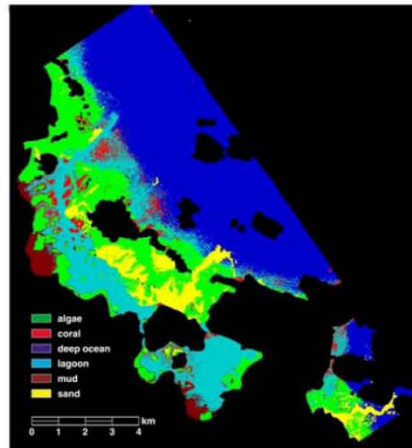 algae
coral
deep ocean
lagoon
mud
sand
0 1 2 3 4 km